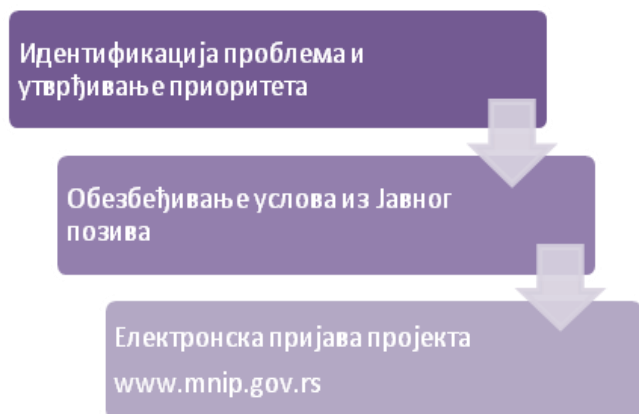 Идентификација проблема и
утврђивање приоритета
Обезбеђивање услова из Јавног
позива
Електронска пријава пројекта
www.mnip.gov.rs